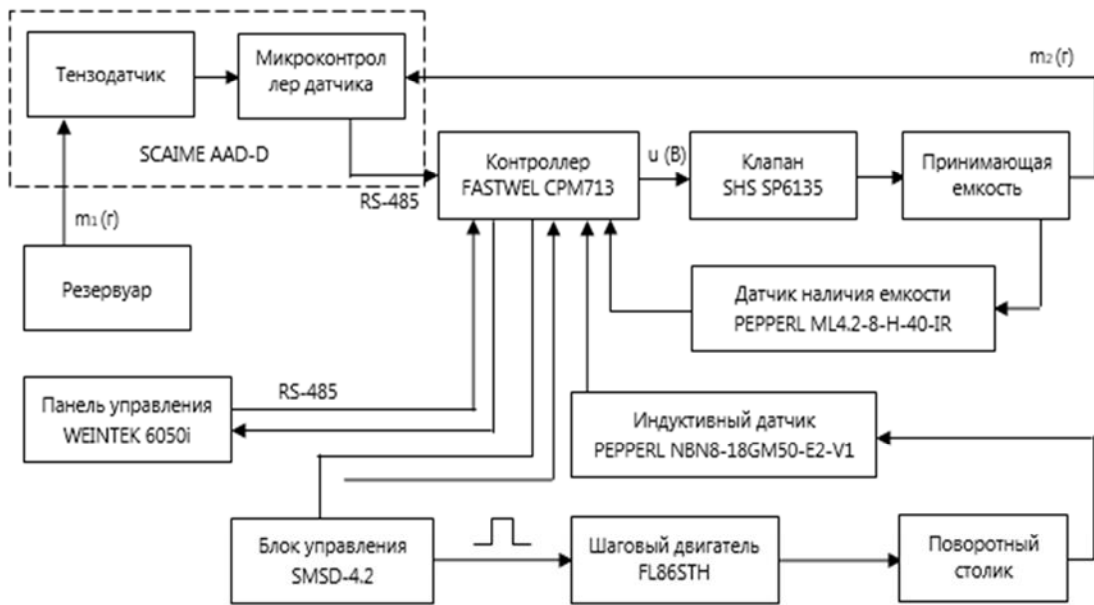 Тензодатчик
Микроконтрол
лер датчика
SCAIME AAD-D
m₂ (г)
RS-485
Контроллер
FASTWEL CPM713
u (В)
Клапан
SHS SP6135
Принимающая
емкость
m₁ (г)
Резервуар
Датчик наличия емкости
PEPPERL ML4.2-8-H-40-IR
Панель управления
WEINTEK 6050i
RS-485
Индуктивный датчик
PEPPERL NBN8-18GM50-E2-V1
Блок управления
SMSD-4.2
Шаговый двигатель
FL86STH
Поворотный
столик